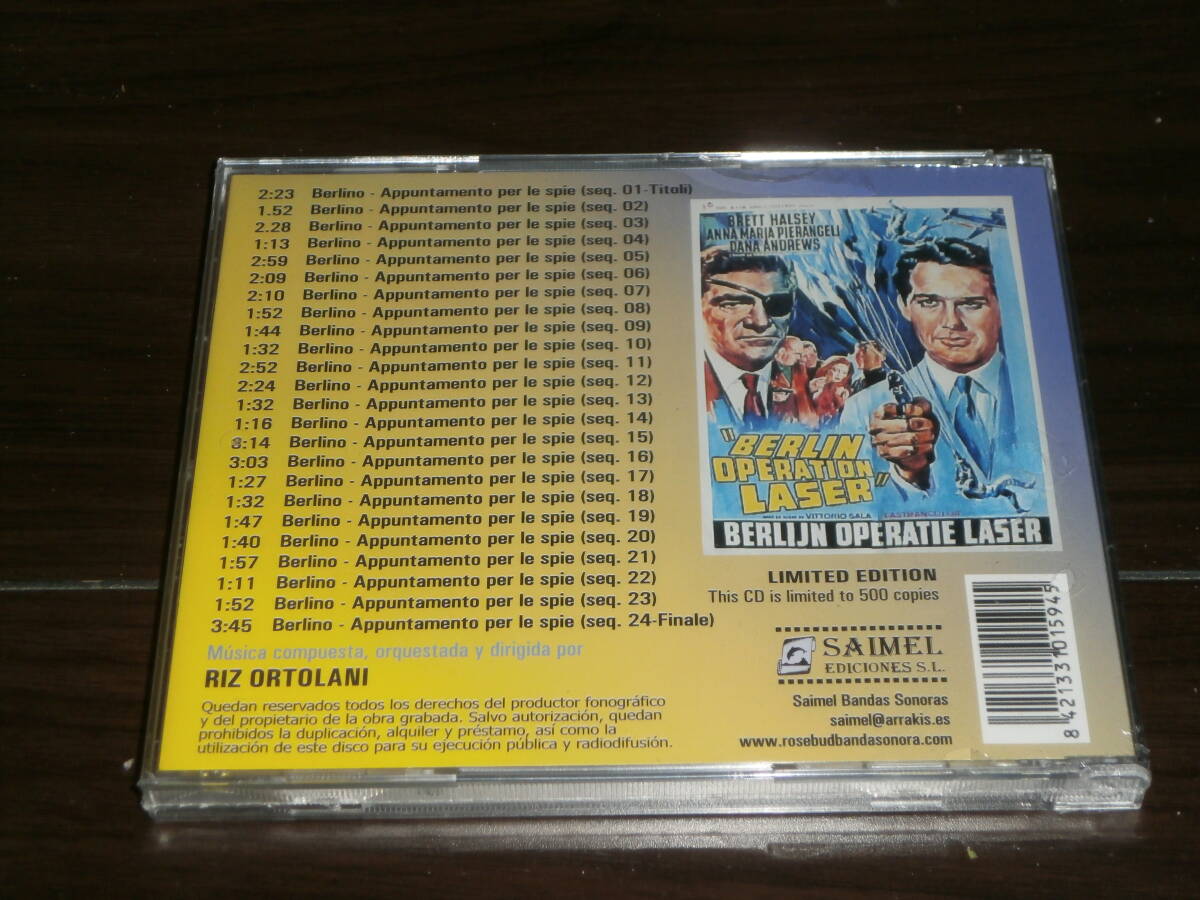 2:23 Berlino - Appuntamento per le spie (seq. 01-Titoli)
1.52 Berlino - Appuntamento per le spie (seq. 02)
2.28 Berlino - Appuntamento per le spie (seq. 03)
1:13 Berlino - Appuntamento per le spie (seq. 04)
2:59 Berlino - Appuntamento per le spie (seq. 05)
2:09 Berlino - Appuntamento per le spie (seq. 06)
2:10 Berlino - Appuntamento per le spie (seq. 07)
1:52 Berlino - Appuntamento per le spie (seq. 08)
1:44 Berlino - Appuntamento per le spie (seq. 09)
1:32 Berlino - Appuntamento per le spie (seq. 10)
2:52 Berlino - Appuntamento per le spie (seq. 11)
2:24 Berlino - Appuntamento per le spie (seq. 12)
1:32 Berlino - Appuntamento per le spie (seq. 13)
1:16 Berlino - Appuntamento per le spie (seq. 14)
3:14 Berlino - Appuntamento per le spie (seq. 15)
3:03 Berlino - Appuntamento per le spie (seq. 16)
1:27 Berlino - Appuntamento per le spie (seq. 17)
1:32 Berlino - Appuntamento per le spie (seq. 18)
1:47 Berlino - Appuntamento per le spie (seq. 19)
1:40 Berlino - Appuntamento per le spie (seq. 20)
1:57 Berlino - Appuntamento per le spie (seq. 21)
1:11 Berlino - Appuntamento per le spie (seq. 22)
1:52 Berlino - Appuntamento per le spie (seq. 23)
3:45 Berlino - Appuntamento per le spie (seq. 24-Finale)
Música compuesta, orquestada y dirigida por
RIZ ORTOLANI
Quedan reservados todos los derechos del productor fonográfico
y del propietario de la obra grabada. Salvo autorización, quedan
prohibidos la duplicación, alquiler y préstamo, así como la
utilización de este disco para su ejecución pública y radiodifusión.
BRETT HALSEY
ANNA MARIA PIERANGELI
DANA ANDREWS
"BERLIN
OPERATION
LASER"
VITTORIO SALA
BERLIJN OPERATIE LASER
LIMITED EDITION
This CD is limited to 500 copies
SAIMEL
EDICIONES S.L.
Saimel Bandas Sonoras
saimel@arrakis.es
www.rosebudbandasonora.com
8 421331 015945